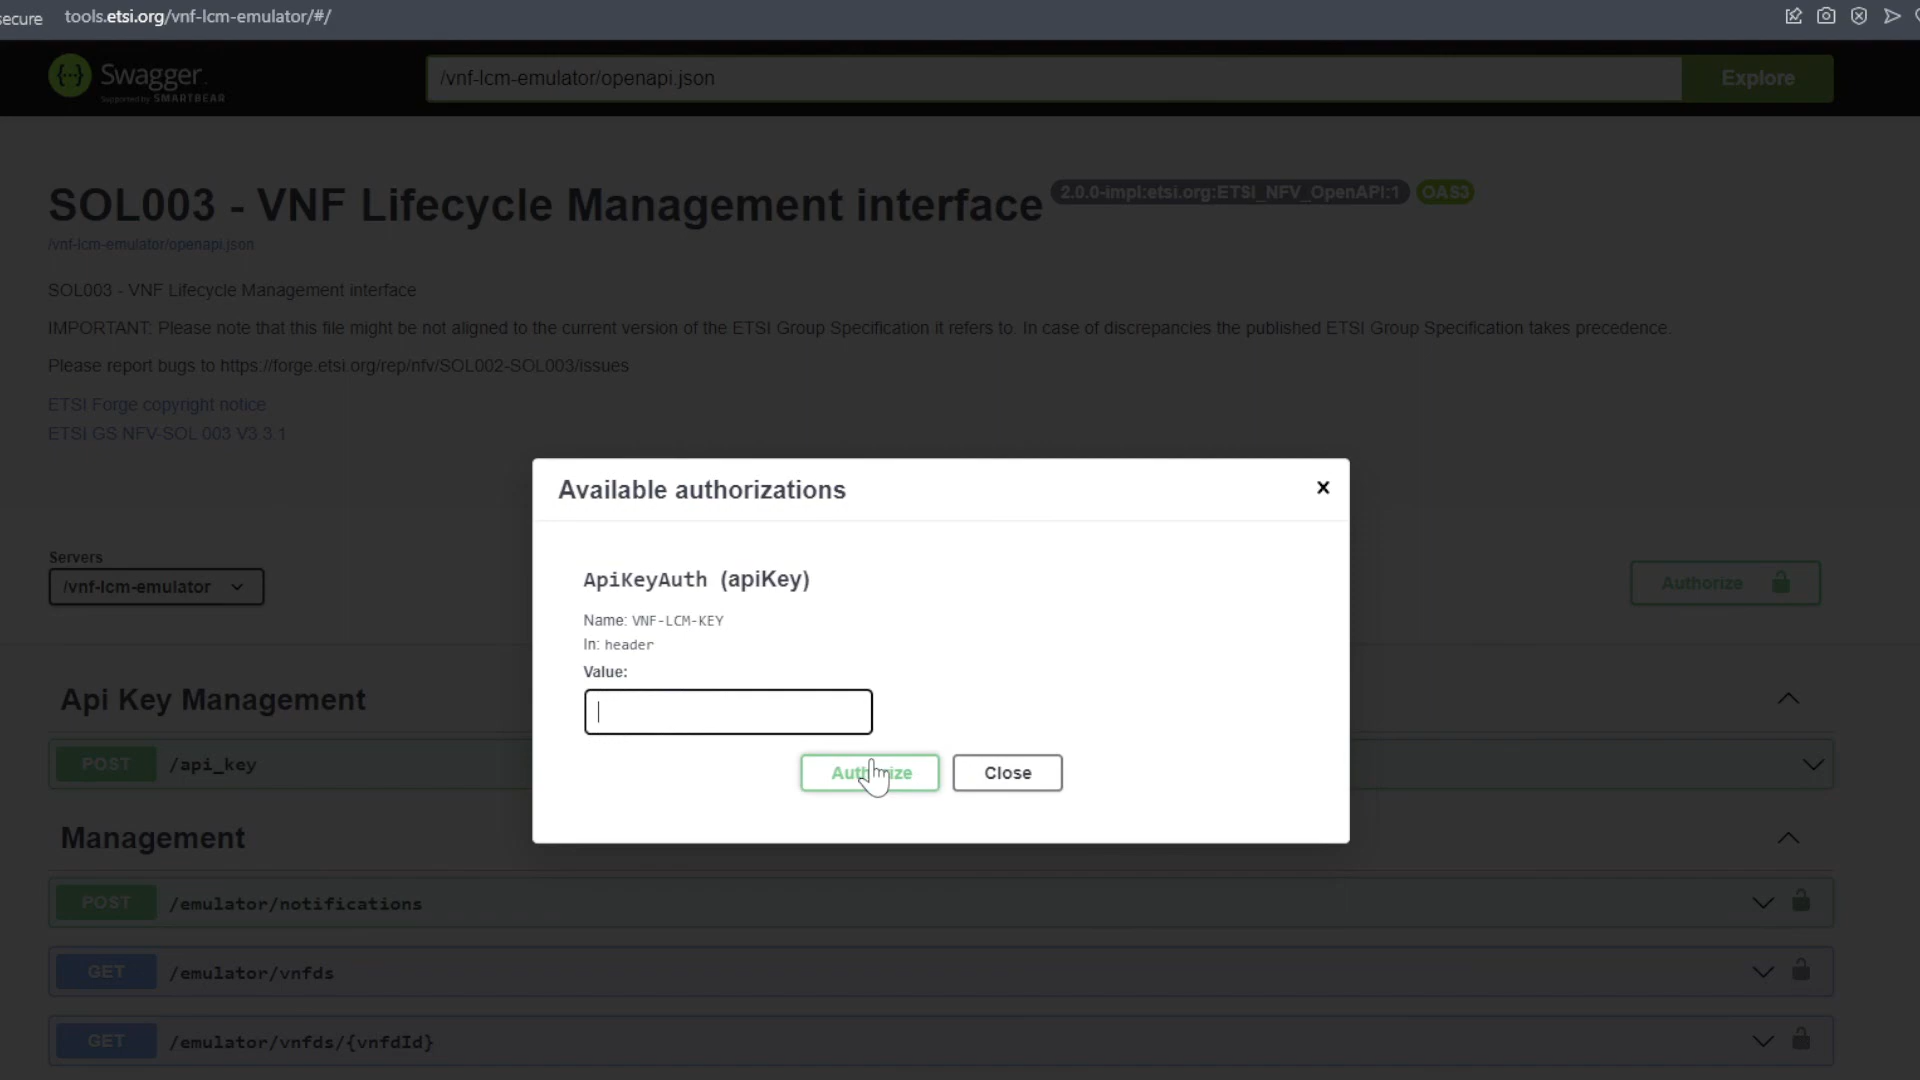 secure tools.etsi.org/vnf-lcm-emulator/#/
Swagger.
Supported by SMARTBEAR
/vnf-lcm-emulator/openapi.json
Explore
SOL003 - VNF Lifecycle Management interface 2.0.0-impl:etsi.org:ETSI_NFV_OpenAPI:1 OAS3
/vnf-lcm-emulator/openapi.json
SOL003 - VNF Lifecycle Management interface
IMPORTANT: Please note that this file might be not aligned to the current version of the ETSI Group Specification it refers to. In case of discrepancies the published ETSI Group Specification takes precedence.
Please report bugs to https://forge.etsi.org/rep/nfv/SOL002-SOL003/issues
ETSI Forge copyright notice
ETSI GS NFV-SOL 003 V3.3.1
Available authorizations
ApiKeyAuth (apiKey)
Name: VNF-LCM-KEY
In: header
Value:
Authorize Close
Servers
/vnf-lcm-emulator
Authorize
Api Key Management
POST /api_key
Management
POST /emulator/notifications
GET /emulator/vnfds
GET /emulator/vnfds/{vnfdId}